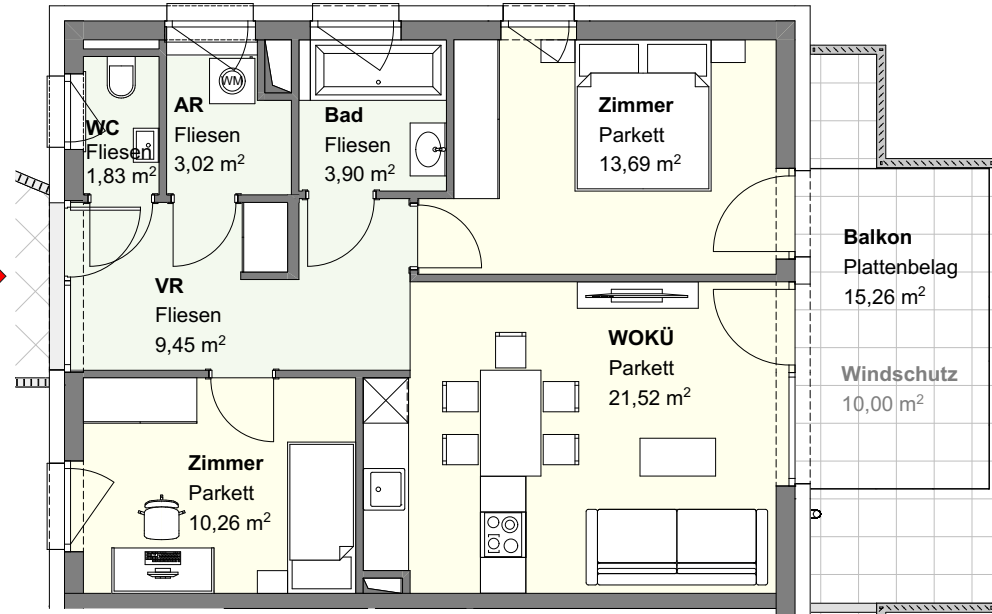 WC
Fliesen
1,83 m²
AR
Fliesen
3,02 m²
WM
Bad
Fliesen
3,90 m²
Zimmer
Parkett
13,69 m²
Balkon
Plattenbelag
15,26 m²
VR
Fliesen
9,45 m²
WOKÜ
Parkett
21,52 m²
Windschutz
10,00 m²
Zimmer
Parkett
10,26 m²